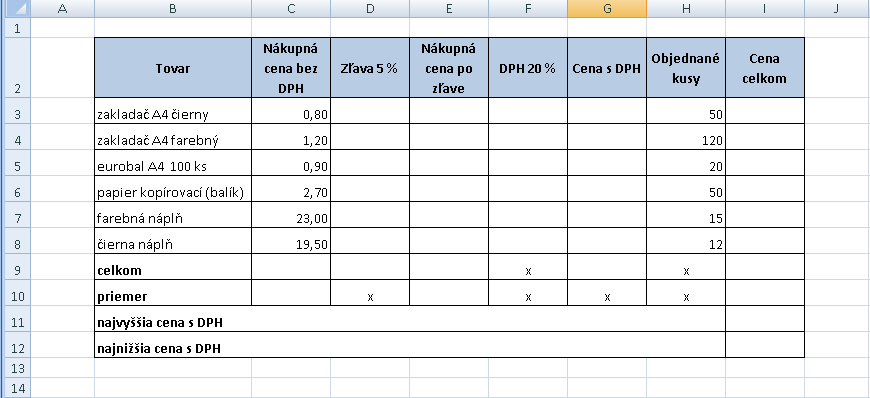 A B C D E F G H I J
1
2 Tovar Nákupná cena bez DPH Zľava 5 % Nákupná cena po zľave DPH 20 % Cena s DPH Objednané kusy Cena celkom
3 zakladač A4 čierny 0,80 50
4 zakladač A4 farebný 1,20 120
5 eurobal A4 100 ks 0,90 20
6 papier kopírovací (balík) 2,70 50
7 farebná náplň 23,00 15
8 čierna náplň 19,50 12
9 celkom x x
10 priemer x x x x
11 najvyššia cena s DPH
12 najnižšia cena s DPH
13
14